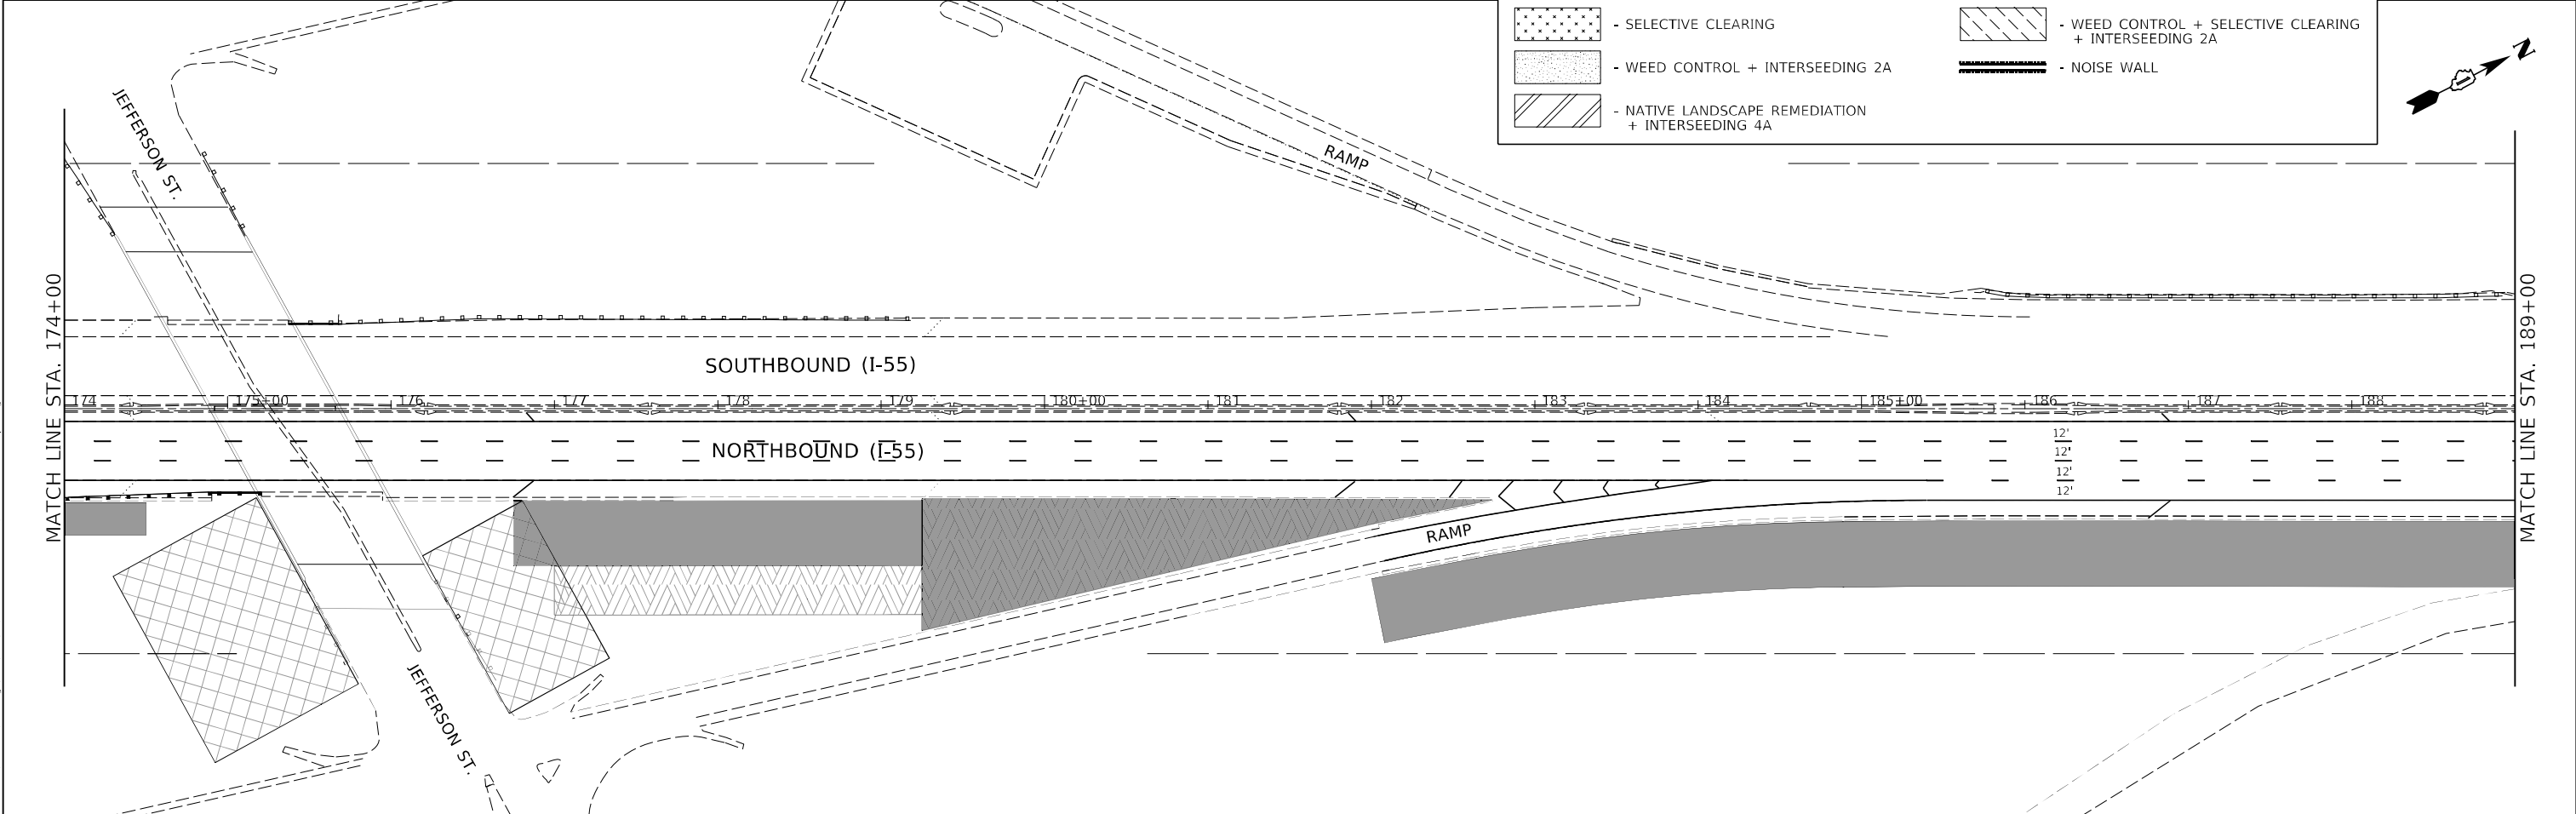 - SELECTIVE CLEARING
- WEED CONTROL + INTERSEEDING 2A
- NATIVE LANDSCAPE REMEDIATION
+ INTERSEEDING 4A
- WEED CONTROL + SELECTIVE CLEARING
+ INTERSEEDING 2A
- NOISE WALL
N
JEFFERSON ST.
RAMP
MATCH LINE STA. 174+00
MATCH LINE STA. 189+00
SOUTHBOUND (I-55)
174 175+00 176 177 178 179 180+00 181 182 183 184 185+00 186 187 188
NORTHBOUND (I-55)
12'
12'
12'
12'
RAMP
JEFFERSON ST.